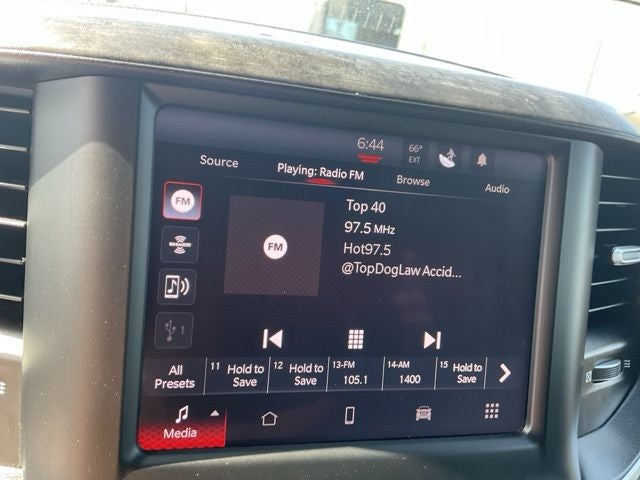 6:44
66°
EXT
Source
Playing: Radio FM
Browse
Audio
FM
Top 40
97.5 MHz
Hot97.5
@TopDogLaw Accid...
FM
SIRIUSXM
1
All Presets
11 Hold to Save
12 Hold to Save
13-FM 105.1
14-AM 1400
15 Hold to Save
Media